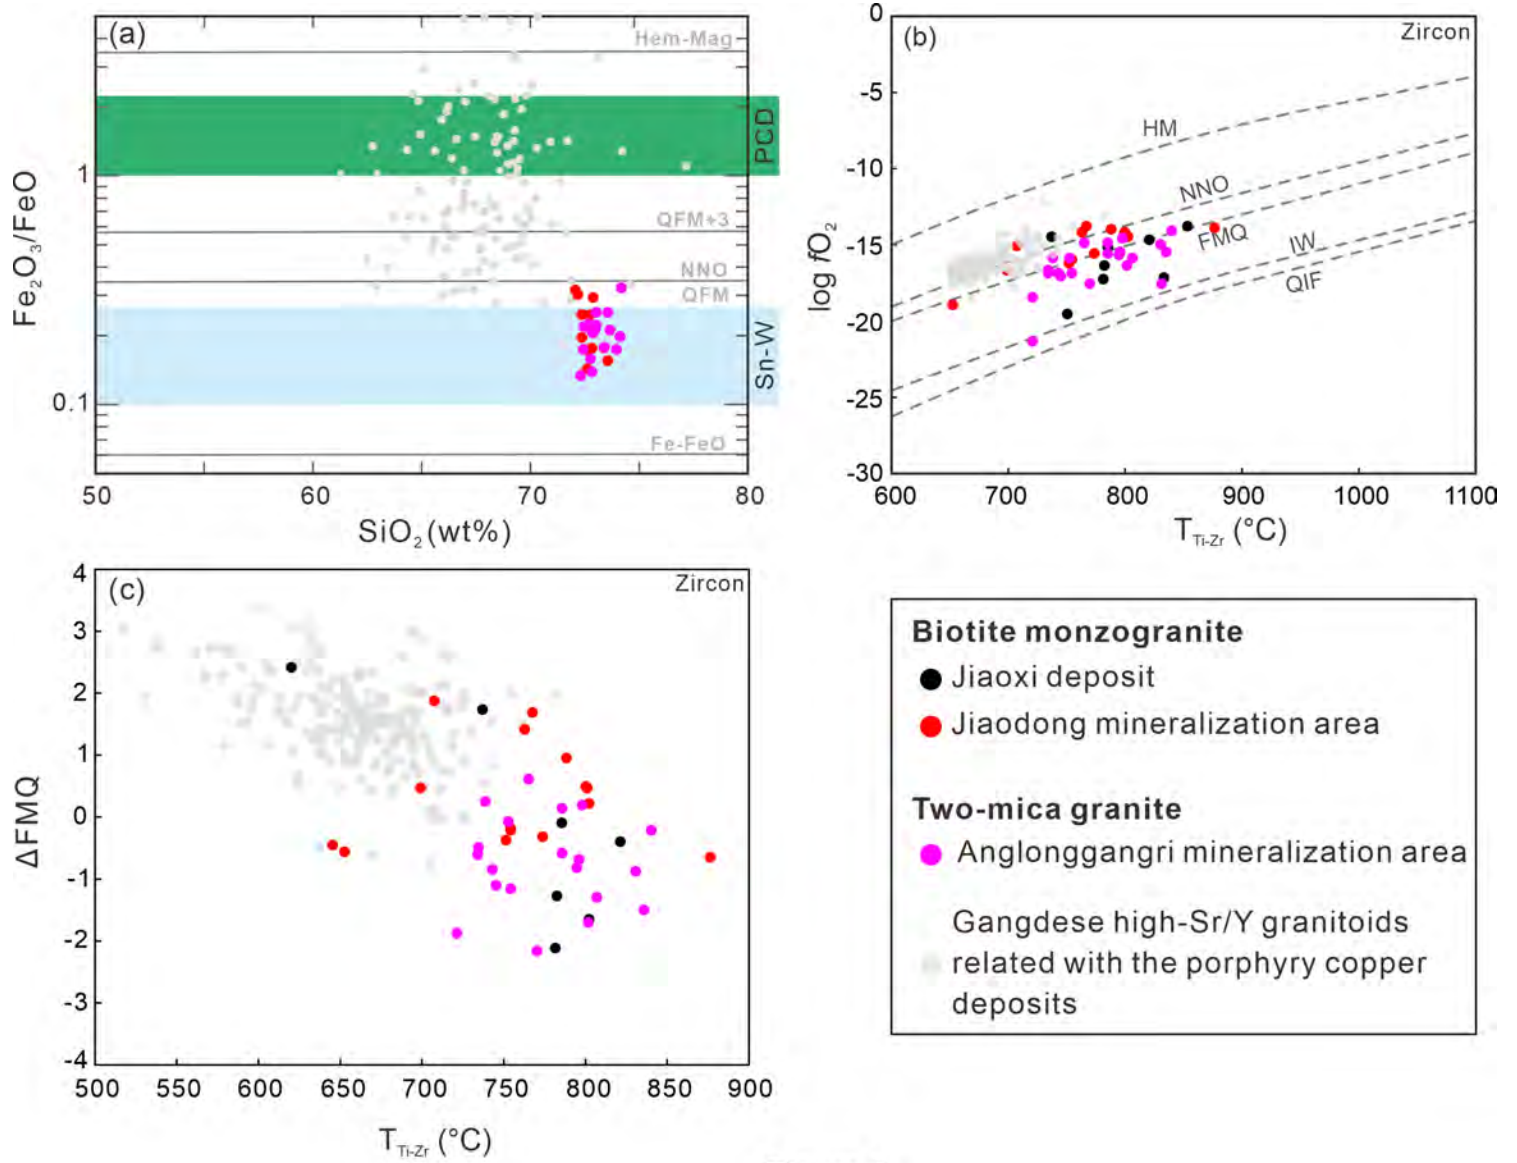 (a)
Hem-Mag
PCD
1
QFM+3
NNO
QFM
Sn-W
0.1
Fe-FeO
50 60 70 80
SiO₂(wt%)
Fe₂O₃/FeO
(b)
Zircon
0
-5
-10
-15
-20
-25
-30
HM
NNO
FMQ
IW
QIF
600 700 800 900 1000 1100
T Ti-Zr (°C)
log fO₂
(c)
Zircon
4
3
2
1
0
-1
-2
-3
-4
500 550 600 650 700 750 800 850 900
T Ti-Zr (°C)
ΔFMQ
Biotite monzogranite
Jiaoxi deposit
Jiaodong mineralization area
Two-mica granite
Anglonggangri mineralization area
Gangdese high-Sr/Y granitoids
related with the porphyry copper
deposits